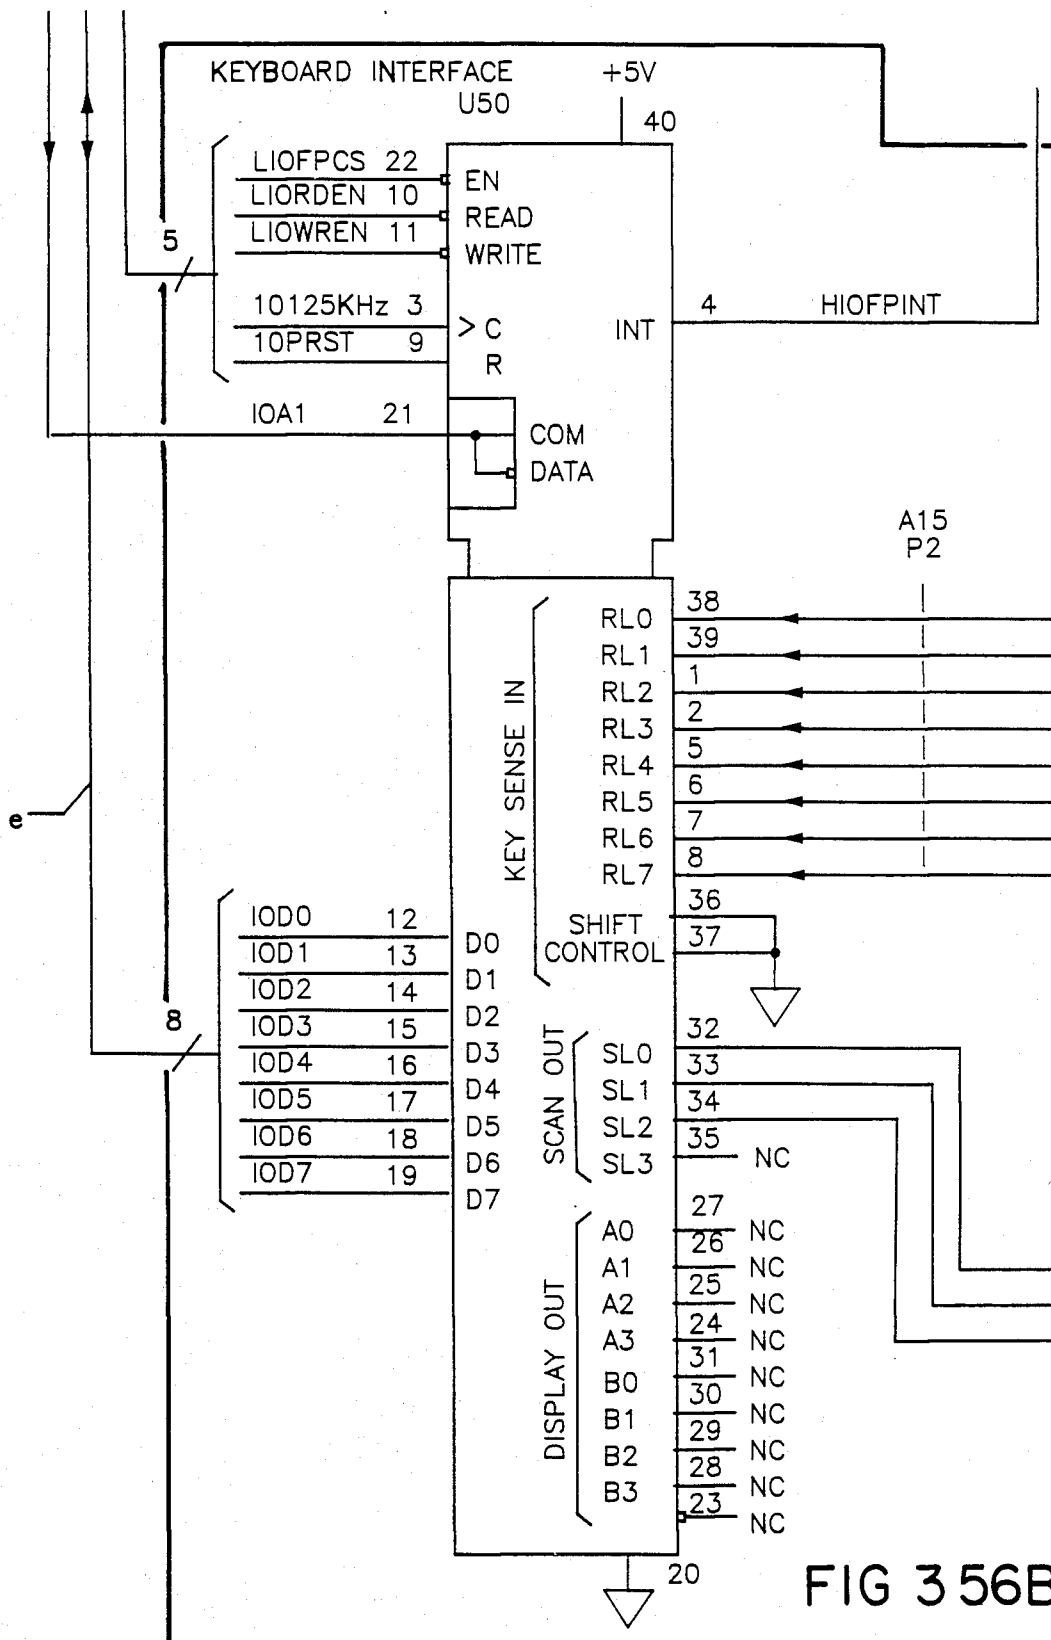 KEYBOARD INTERFACE
U50
+5V
40
LIOFPCS 22
EN
LIORDEN 10
READ
LIOWREN 11
WRITE
5
10125KHz 3
C
10PRST 9
R
INT
4
HIOFPINT
IOA1 21
COM
DATA
A15
P2
KEY SENSE IN
RL0 38
RL1 39
RL2 1
RL3 2
RL4 5
RL5 6
RL6 7
RL7 8
SHIFT 36
CONTROL 37
e
8
IOD0 12 D0
IOD1 13 D1
IOD2 14 D2
IOD3 15 D3
IOD4 16 D4
IOD5 17 D5
IOD6 18 D6
IOD7 19 D7
SCAN OUT
SL0 32
SL1 33
SL2 34
SL3 35 NC
DISPLAY OUT
A0 27 NC
A1 26 NC
A2 25 NC
A3 24 NC
B0 31 NC
B1 30 NC
B2 29 NC
B3 28 NC
23 NC
20
FIG 3 56B